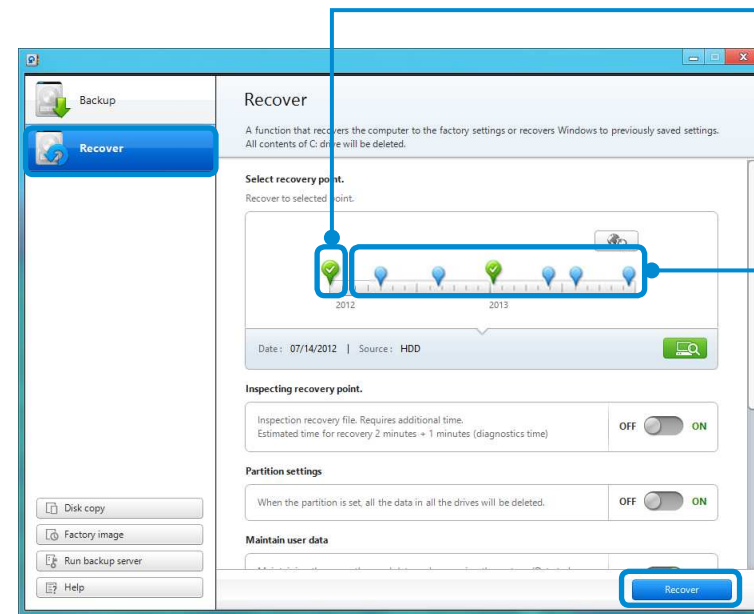 Backup
Recover
Recover
A function that recovers the computer to the factory settings or recovers Windows to previously saved settings.
All contents of C: drive will be deleted.
Select recovery point.
Recover to selected point.
2012
2013
Date : 07/14/2012 | Source : HDD
Inspecting recovery point.
Inspection recovery file. Requires additional time.
Estimated time for recovery 2 minutes + 1 minutes (diagnostics time)
OFF ON
Partition settings
When the partition is set, all the data in all the drives will be deleted.
OFF ON
Maintain user data
Disk copy
Factory image
Run backup server
Help
Recover